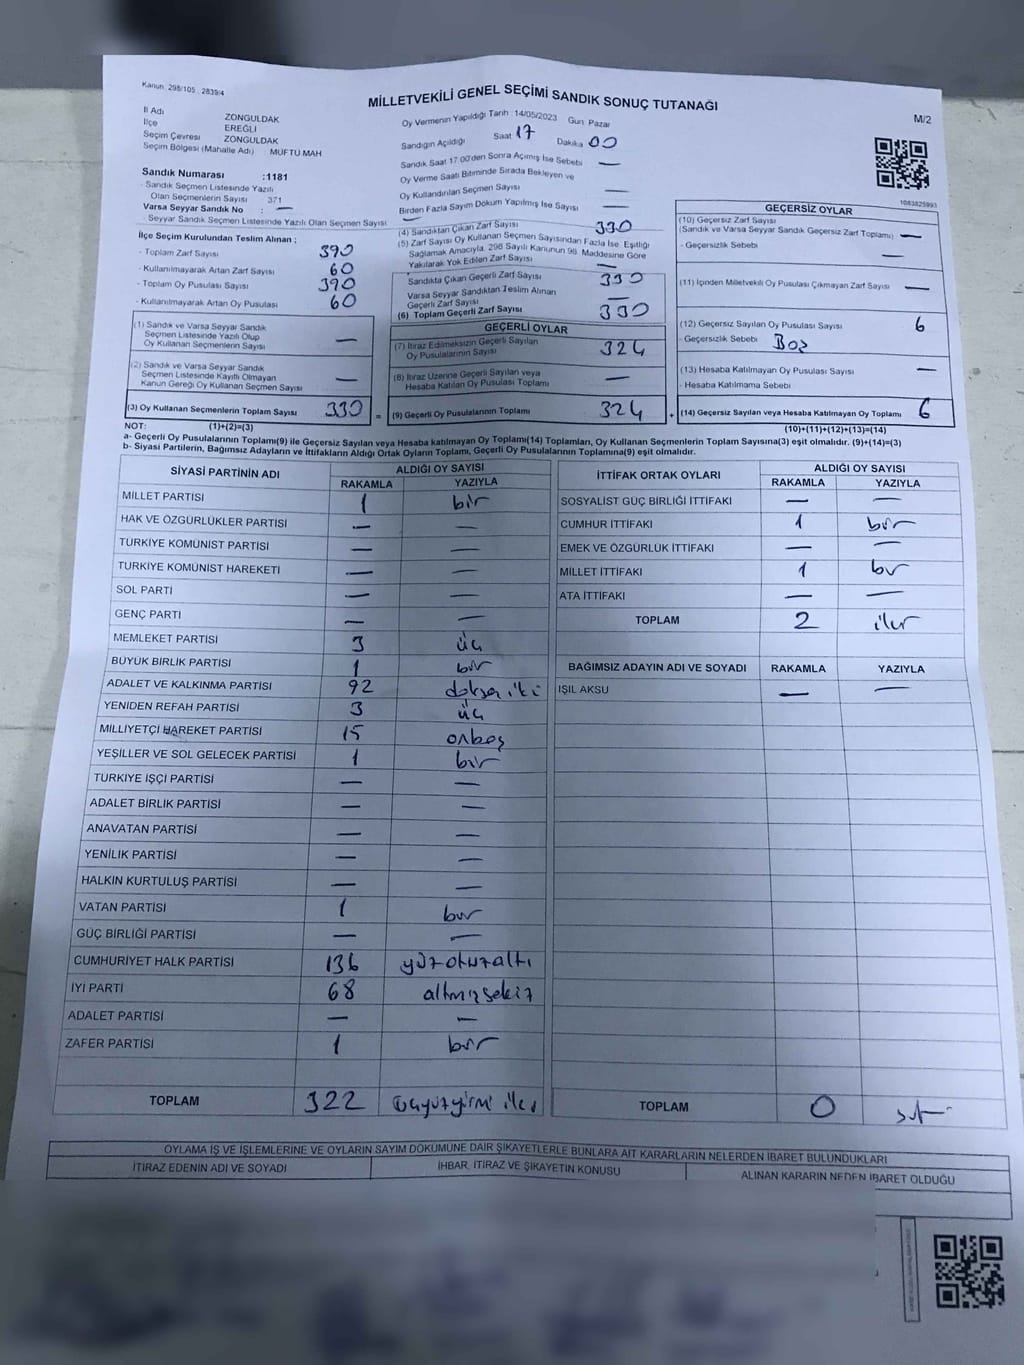 Kanun. 298/105 . 2839/4
MİLLETVEKİLİ GENEL SEÇİMİ SANDIK SONUÇ TUTANAĞI
M/2
İl Adı ZONGULDAK
İlçe EREĞLİ
Seçim Çevresi ZONGULDAK
Seçim Bölgesi (Mahalle Adı) : MÜFTÜ MAH
Oy Vermenin Yapıldığı Tarih : 14/05/2023 Gün: Pazar
Sandığın Açıldığı Saat 17 Dakika 00
Sandık Saat 17:00'den Sonra Açılmış İse Sebebi —
Oy Verme Saati Bitiminde Sırada Bekleyen ve
Oy Kullandırılan Seçmen Sayısı —
Birden Fazla Sayım Döküm Yapılmış İse Sayısı —
Sandık Numarası :1181
- Sandık Seçmen Listesinde Yazılı
Olan Seçmenlerin Sayısı 371
Varsa Seyyar Sandık No : —
- Seyyar Sandık Seçmen Listesinde Yazılı Olan Seçmen Sayısı —
1083825993
İlçe Seçim Kurulundan Teslim Alınan ;
- Toplam Zarf Sayısı 390
- Kullanılmayarak Artan Zarf Sayısı 60
- Toplam Oy Pusulası Sayısı 390
- Kullanılmayarak Artan Oy Pusulası 60
(4) Sandıktan Çıkan Zarf Sayısı 330
(5) Zarf Sayısı Oy Kullanan Seçmen Sayısından Fazla İse, Eşitliği
Sağlamak Amacıyla, 298 Sayılı Kanunun 98. Maddesine Göre
Yakılarak Yok Edilen Zarf Sayısı —
Sandıkta Çıkan Geçerli Zarf Sayısı 330
Varsa Seyyar Sandıktan Teslim Alınan
Geçerli Zarf Sayısı —
(6) Toplam Geçerli Zarf Sayısı 330
GEÇERSİZ OYLAR
(10) Geçersiz Zarf Sayısı
(Sandık ve Varsa Seyyar Sandık Geçersiz Zarf Toplamı) —
- Geçersizlik Sebebi —
(11) İçinden Milletvekili Oy Pusulası Çıkmayan Zarf Sayısı —
(12) Geçersiz Sayılan Oy Pusulası Sayısı 6
- Geçersizlik Sebebi Boş
(13) Hesaba Katılmayan Oy Pusulası Sayısı —
- Hesaba Katılmama Sebebi
(14) Geçersiz Sayılan veya Hesaba Katılmayan Oy Toplamı 6
(10)+(11)+(12)+(13)=(14)
(1) Sandık ve Varsa Seyyar Sandık
Seçmen Listesinde Yazılı Olup
Oy Kullanan Seçmenlerin Sayısı —
(2) Sandık ve Varsa Seyyar Sandık
Seçmen Listesinde Kayıtlı Olmayan
Kanun Gereği Oy Kullanan Seçmen Sayısı —
(3) Oy Kullanan Seçmenlerin Toplam Sayısı 330 =
GEÇERLİ OYLAR
(7) İtiraz Edilmeksizin Geçerli Sayılan
Oy Pusulalarının Sayısı 324
(8) İtiraz Üzerine Geçerli Sayılan veya
Hesaba Katılan Oy Pusulası Toplamı —
(9) Geçerli Oy Pusulalarının Toplamı 324 +
NOT: (1)+(2)=(3)
a- Geçerli Oy Pusulalarının Toplamı(9) ile Geçersiz Sayılan veya Hesaba katılmayan Oy Toplamı(14) Toplamları, Oy Kullanan Seçmenlerin Toplam Sayısına(3) eşit olmalıdır. (9)+(14)=(3)
b- Siyasi Partilerin, Bağımsız Adayların ve İttifakların Aldığı Ortak Oyların Toplamı, Geçerli Oy Pusulalarının Toplamına(9) eşit olmalıdır.
SİYASİ PARTİNİN ADI ALDIĞI OY SAYISI
RAKAMLA YAZIYLA
MİLLET PARTİSİ 1 bir
HAK VE ÖZGÜRLÜKLER PARTİSİ — —
TÜRKİYE KOMÜNİST PARTİSİ — —
TÜRKİYE KOMÜNİST HAREKETİ — —
SOL PARTİ — —
GENÇ PARTİ — —
MEMLEKET PARTİSİ 3 üç
BÜYÜK BİRLİK PARTİSİ 1 bir
ADALET VE KALKINMA PARTİSİ 92 doksaniki
YENİDEN REFAH PARTİSİ 3 üç
MİLLİYETÇİ HAREKET PARTİSİ 15 onbeş
YEŞİLLER VE SOL GELECEK PARTİSİ 1 bir
TÜRKİYE İŞÇİ PARTİSİ — —
ADALET BİRLİK PARTİSİ — —
ANAVATAN PARTİSİ — —
YENİLİK PARTİSİ — —
HALKIN KURTULUŞ PARTİSİ — —
VATAN PARTİSİ 1 bir
GÜÇ BİRLİĞİ PARTİSİ — —
CUMHURİYET HALK PARTİSİ 136 yüzotuzaltı
İYİ PARTİ 68 altmışsekiz
ADALET PARTİSİ — —
ZAFER PARTİSİ 1 bir
TOPLAM 322 üçyüzyirmi iki
İTTİFAK ORTAK OYLARI ALDIĞI OY SAYISI
RAKAMLA YAZIYLA
SOSYALİST GÜÇ BİRLİĞİ İTTİFAKI — —
CUMHUR İTTİFAKI 1 bir
EMEK VE ÖZGÜRLÜK İTTİFAKI — —
MİLLET İTTİFAKI 1 bir
ATA İTTİFAKI — —
TOPLAM 2 iki
BAĞIMSIZ ADAYIN ADI VE SOYADI RAKAMLA YAZIYLA
IŞIL AKSU — —
TOPLAM 0
OYLAMA İŞ VE İŞLEMLERİNE VE OYLARIN SAYIM DÖKÜMÜNE DAİR ŞİKAYETLERLE BUNLARA AİT KARARLARIN NELERDEN İBARET BULUNDUKLARI
İTİRAZ EDENİN ADI VE SOYADI İHBAR, İTİRAZ VE ŞİKAYETİN KONUSU ALINAN KARARIN NEDEN İBARET OLDUĞU